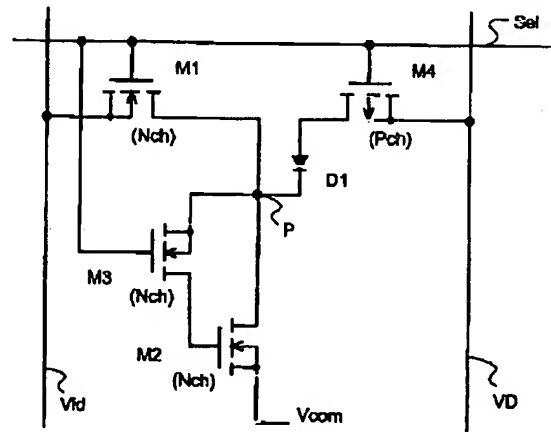 Sel
M1
M4
(Nch)
(Pch)
D1
P
M3
(Nch)
M2
(Nch)
Vcom
Vid
VD